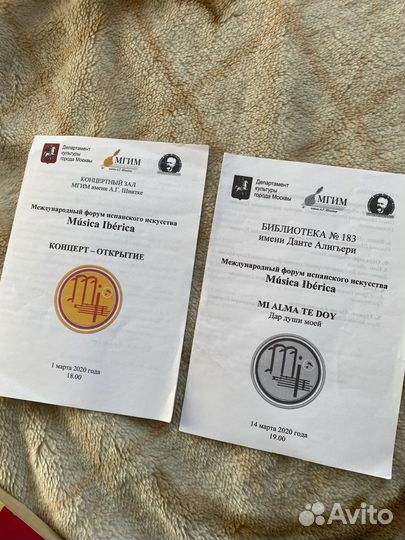 Департамент
культуры
города Москвы
МГИМ
КОНЦЕРТНЫЙ ЗАЛ
МГИМ имени А.Г. Шнитке
Международный форум испанского искусства
Música Ibérica
КОНЦЕРТ – ОТКРЫТИЕ
1 марта 2020 года
18.00
Департамент
культуры
города Москвы
МГИМ
БИБЛИОТЕКА № 183
имени Данте Алигьери
Международный форум испанского искусства
Música Ibérica
MI ALMA TE DOY
Дар души моей
14 марта 2020 года
19.00
Avito